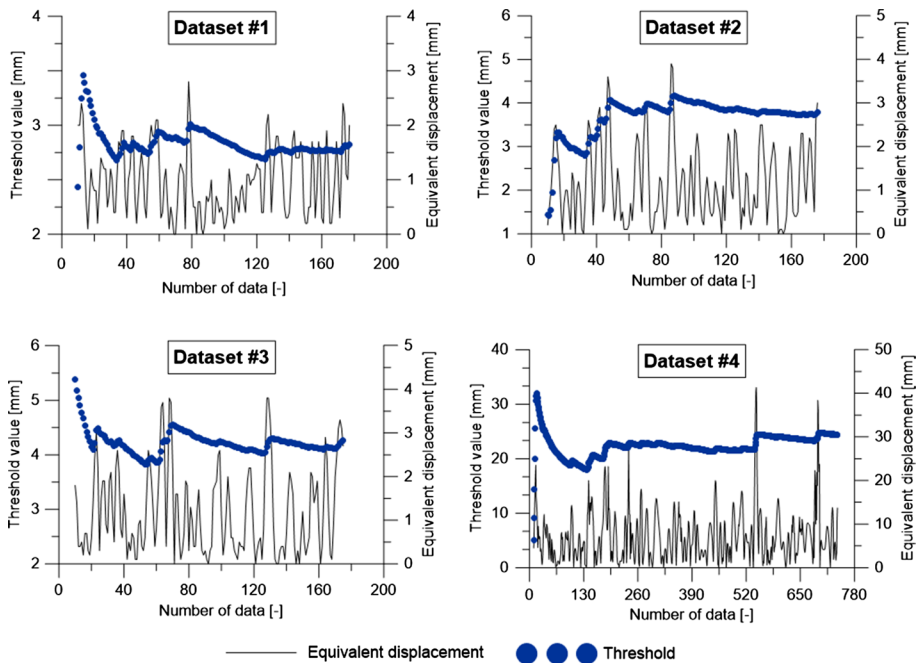 Dataset #1
Threshold value [mm]
4
3
2
Equivalent displacement [mm]
4
3
2
1
0
0 40 80 120 160 200
Number of data [-]
Dataset #2
Threshold value [mm]
6
5
4
3
2
1
Equivalent displacement [mm]
5
4
3
2
1
0
0 40 80 120 160 200
Number of data [-]
Dataset #3
Threshold value [mm]
6
5
4
3
2
Equivalent displacement [mm]
5
4
3
2
1
0
0 40 80 120 160 200
Number of data [-]
Dataset #4
Threshold value [mm]
40
30
20
10
0
Equivalent displacement [mm]
50
40
30
20
10
0
0 130 260 390 520 650 780
Number of data [-]
Equivalent displacement
Threshold